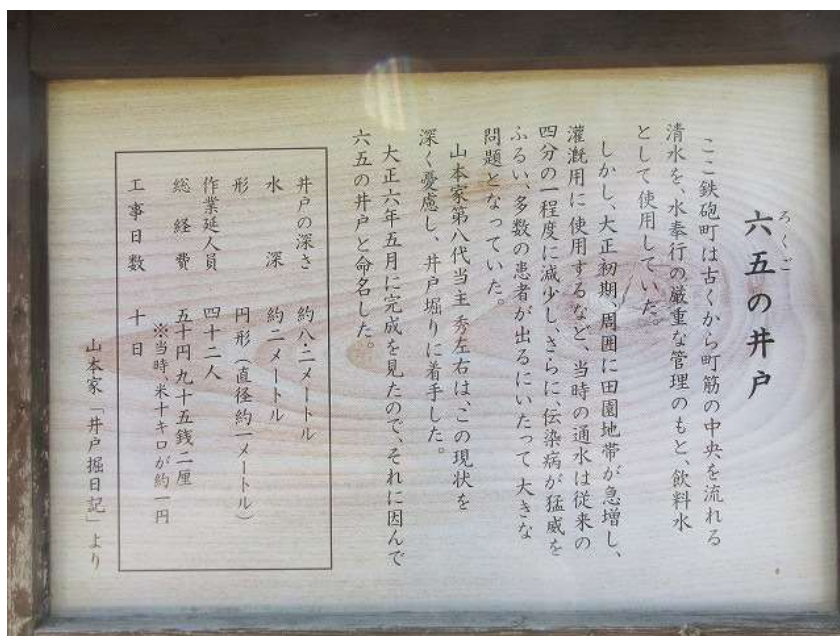 六五の井戸
ろくご
ここ鉄砲町は古くから町筋の中央を流れる
清水を、水奉行の厳重な管理のもと、飲料水
として使用していた。
しかし、大正初期、周囲に田園地帯が急増し、
灌漑用に使用するなど、当時の通水は従来の
四分の一程度に減少し、さらに、伝染病が猛威を
ふるい、多数の患者が出るにいたって大きな
問題となっていた。
山本家第八代当主 秀左右は、この現状を
深く憂慮し、井戸堀りに着手した。
大正六年五月に完成を見たので、それに因んで
六五の井戸と命名した。
井戸の深さ 約八・二メートル
水深 約二メートル
形 円形(直径約一メートル)
作業延人員 四十二人
総経費 五十円九十五銭二厘
※当時 米十キロが約一円
工事日数 十日
山本家「井戸掘日記」より